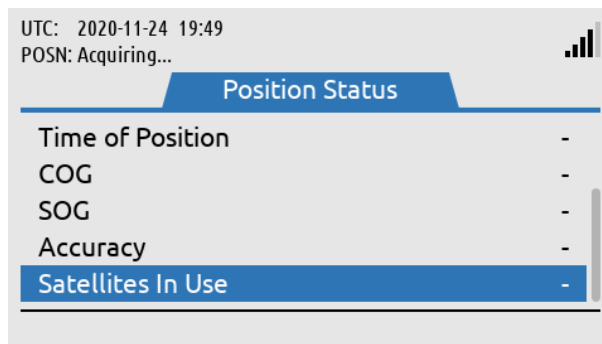 UTC: 2020-11-24 19:49
POSN: Acquiring...
Position Status
Time of Position -
COG -
SOG -
Accuracy -
Satellites In Use -